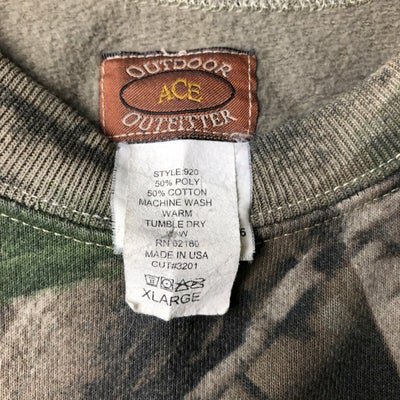 OUTDOOR
ACE
OUTFITTER
STYLE:920
50% POLY
50% COTTON
MACHINE WASH
WARM
TUMBLE DRY
W
RN 62180
MADE IN USA
CUT#3201
XLARGE